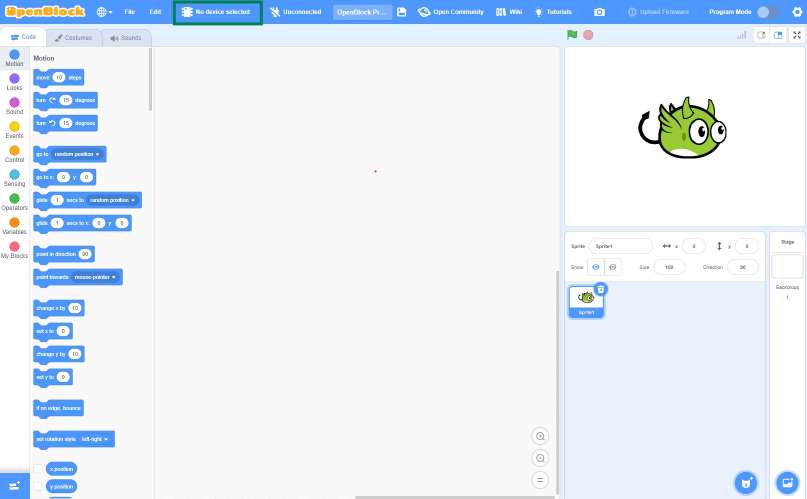 OpenBlock
File Edit No device selected Unconnected OpenBlock Pr... Open Community Wiki Tutorials Upload Firmware Program Mode
Code Costumes Sounds
Motion
Looks
Sound
Events
Control
Sensing
Operators
Variables
My Blocks
Motion
move 10 steps
turn 15 degrees
turn 15 degrees
go to random position
go to x: 0 y: 0
glide 1 secs to random position
glide 1 secs to x: 0 y: 0
point in direction 90
point towards mouse-pointer
change x by 10
set x to 0
change y by 10
set y to 0
if on edge, bounce
set rotation style left-right
x position
y position
Sprite Sprite1 x 0 y 0
Show Size 100 Direction 90
Sprite1
Stage
Backdrops
1